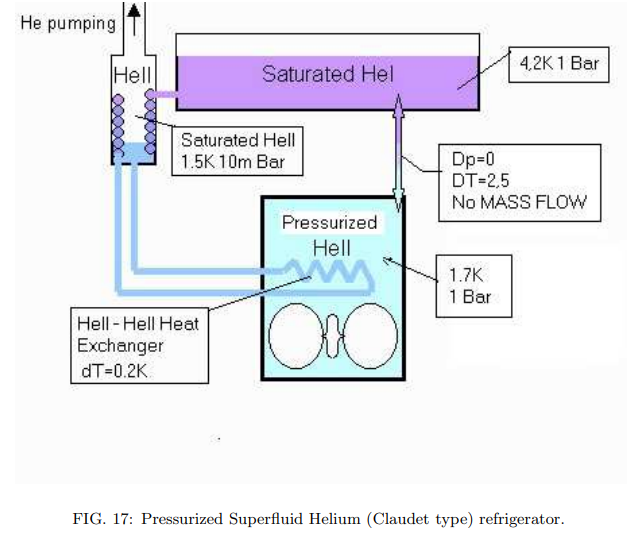 He pumping
HeII
Saturated HeI
4,2K 1 Bar
Saturated HeII
1.5K 10m Bar
Dp=0
DT=2,5
No MASS FLOW
Pressurized
HeII
1.7K
1 Bar
HeII - HeII Heat
Exchanger
dT=0.2K
FIG. 17: Pressurized Superfluid Helium (Claudet type) refrigerator.